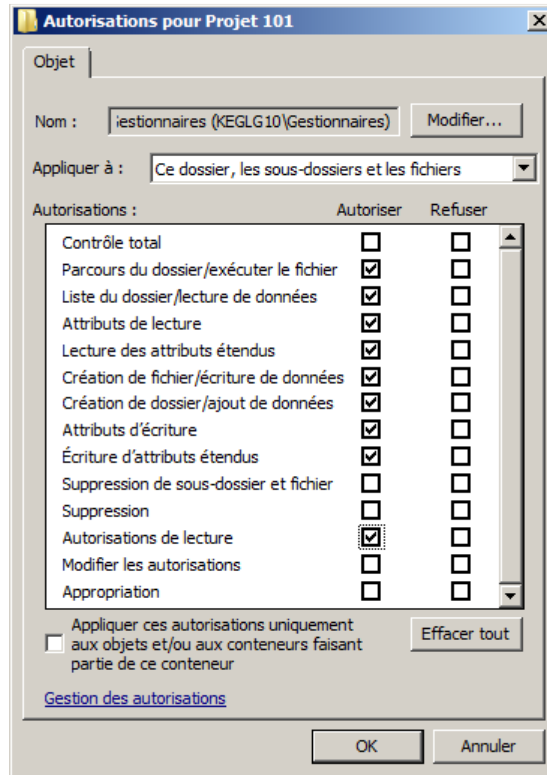 Autorisations pour Projet 101
Objet
Nom : iestionnaires (KEGLG10\Gestionnaires) Modifier...
Appliquer à : Ce dossier, les sous-dossiers et les fichiers
Autorisations : Autoriser Refuser
Contrôle total
Parcours du dossier/exécuter le fichier
Liste du dossier/lecture de données
Attributs de lecture
Lecture des attributs étendus
Création de fichier/écriture de données
Création de dossier/ajout de données
Attributs d'écriture
Écriture d'attributs étendus
Suppression de sous-dossier et fichier
Suppression
Autorisations de lecture
Modifier les autorisations
Appropriation
Appliquer ces autorisations uniquement
aux objets et/ou aux conteneurs faisant
partie de ce conteneur
Effacer tout
Gestion des autorisations
OK Annuler